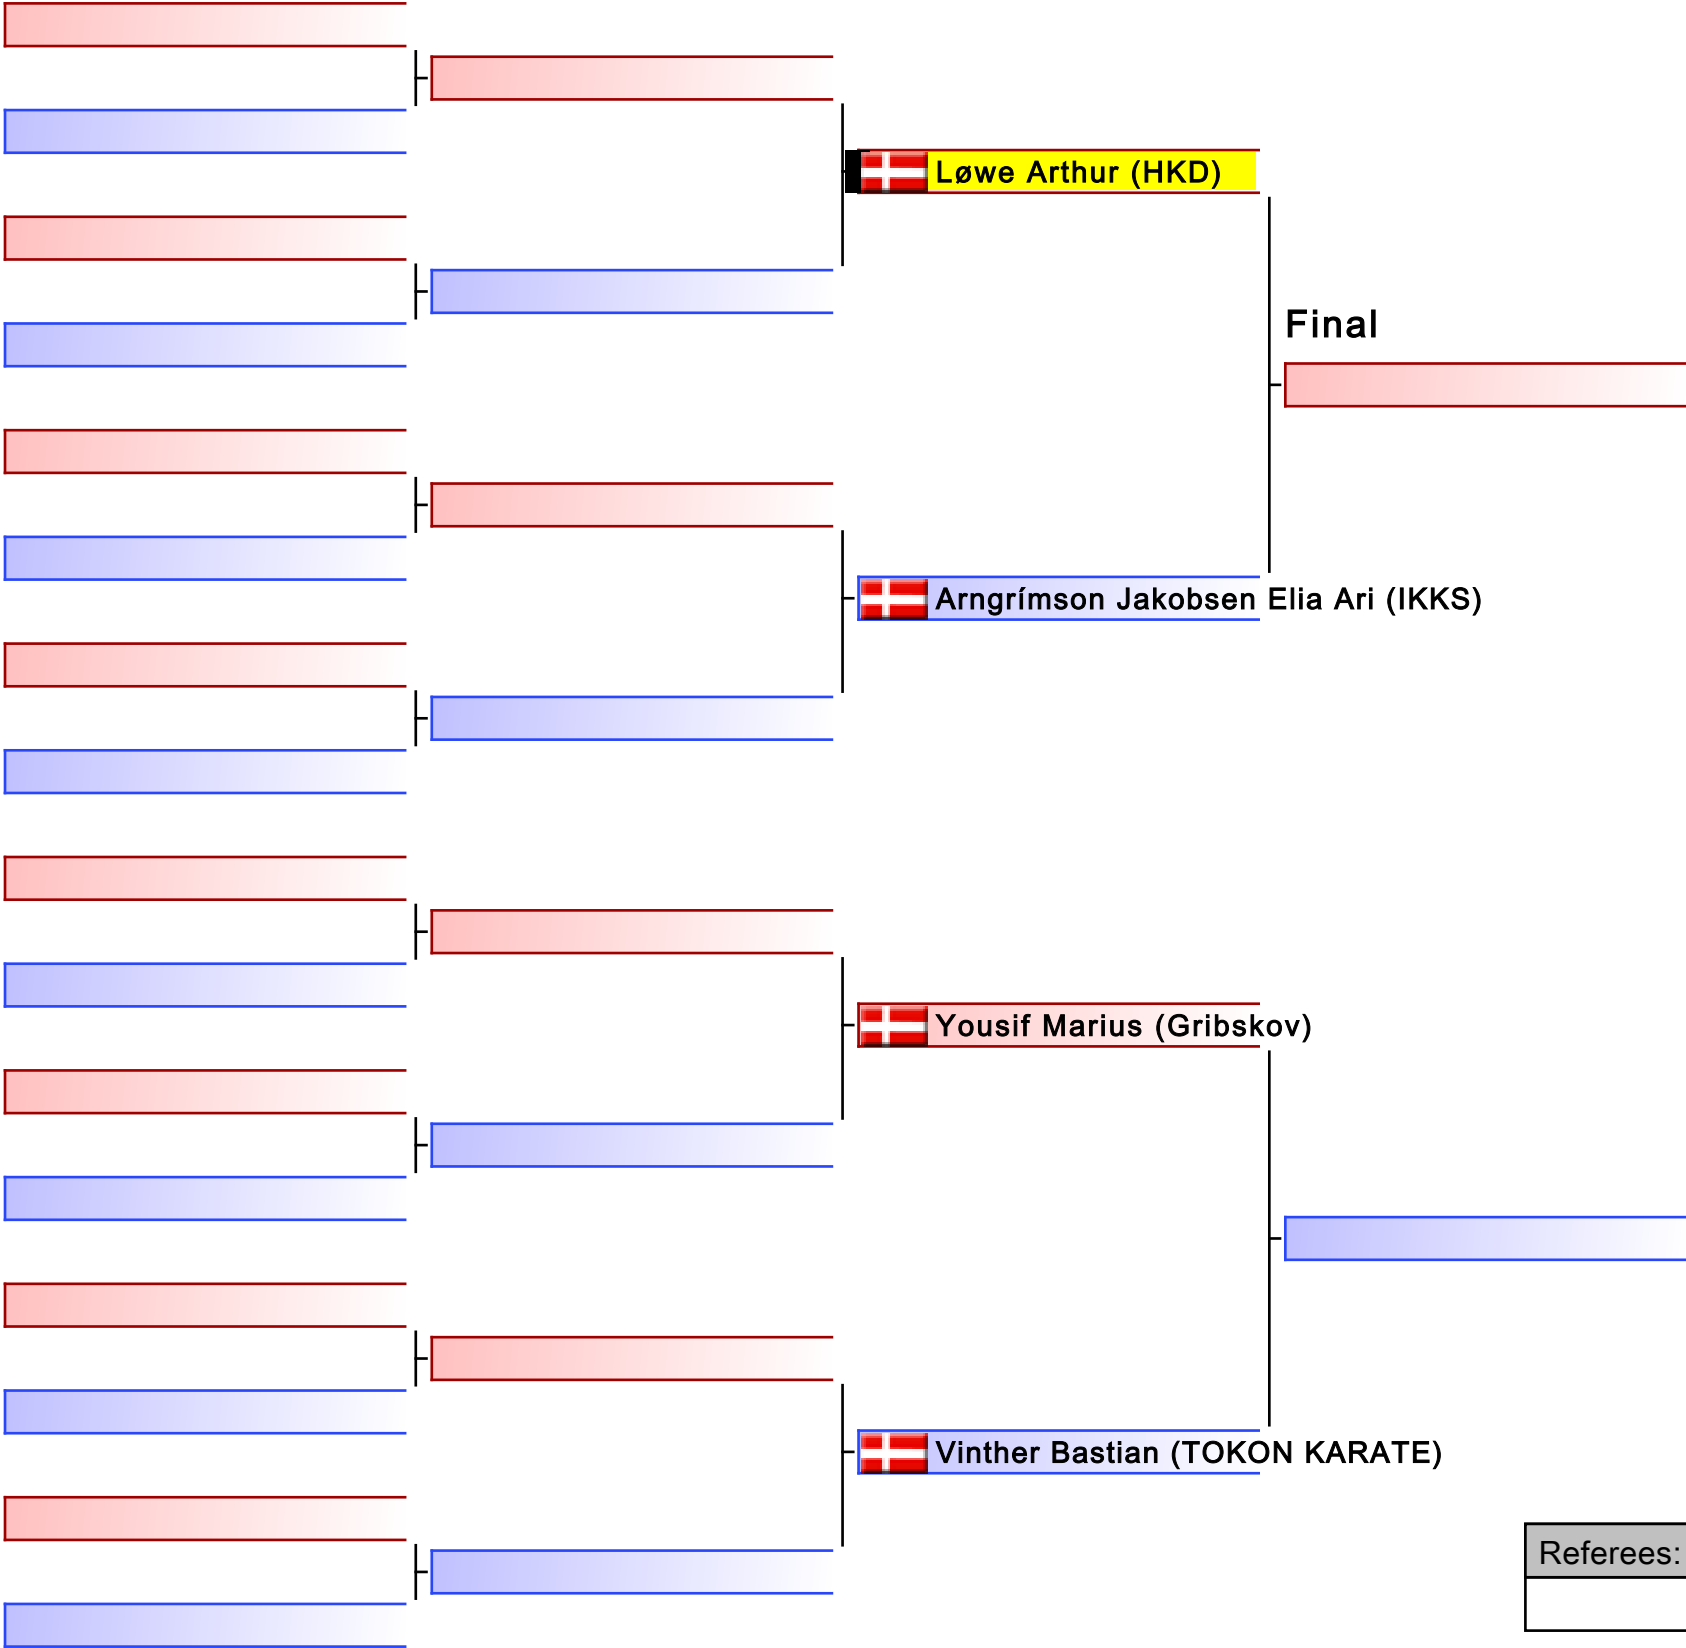 Løwe Arthur (HKD)
Final
Arngrímson Jakobsen Elia Ari (IKKS)
Yousif Marius (Gribskov)
Vinther Bastian (TOKON KARATE)
Referees: